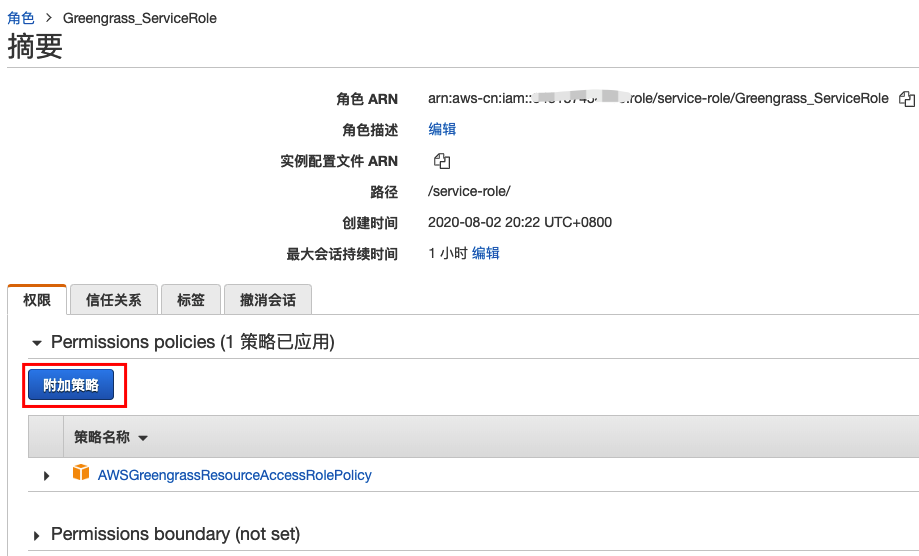 角色 > Greengrass_ServiceRole
摘要
角色 ARN arn:aws-cn:iam:: role/service-role/Greengrass_ServiceRole
角色描述 编辑
实例配置文件 ARN
路径 /service-role/
创建时间 2020-08-02 20:22 UTC+0800
最大会话持续时间 1 小时 编辑
权限 信任关系 标签 撤消会话
Permissions policies (1 策略已应用)
附加策略
策略名称
AWSGreengrassResourceAccessRolePolicy
Permissions boundary (not set)